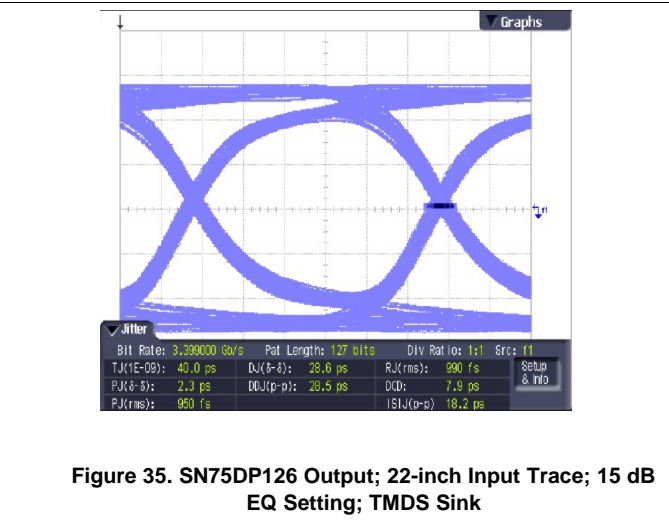 Graphs
f1
Jitter
Bit Rate: 3.399000 Gb/s Pat Length: 127 bits Div Ratio: 1:1 Src: f1
TJ(1E-09): 40.0 ps DJ(δ-δ): 28.6 ps RJ(rms): 990 fs
PJ(δ-δ): 2.3 ps DDJ(p-p): 28.5 ps DCD: 7.9 ps
PJ(rms): 950 fs ISIJ(p-p) 18.2 ps
Setup
& Info
Figure 35. SN75DP126 Output; 22-inch Input Trace; 15 dB
EQ Setting; TMDS Sink